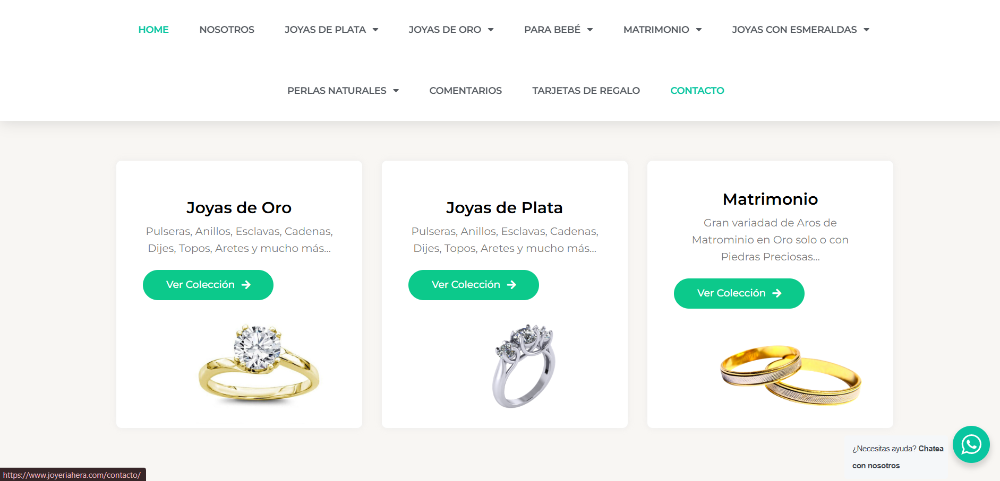 HOME NOSOTROS JOYAS DE PLATA JOYAS DE ORO PARA BEBÉ MATRIMONIO JOYAS CON ESMERALDAS
PERLAS NATURALES COMENTARIOS TARJETAS DE REGALO CONTACTO
Joyas de Oro
Pulseras, Anillos, Esclavas, Cadenas,
Dijes, Topos, Aretes y mucho más...
Ver Colección
Joyas de Plata
Pulseras, Anillos, Esclavas, Cadenas,
Dijes, Topos, Aretes y mucho más...
Ver Colección
Matrimonio
Gran variadad de Aros de
Matrominio en Oro solo o con
Piedras Preciosas...
Ver Colección
¿Necesitas ayuda? Chatea
con nosotros
https://www.joyeriahera.com/contacto/